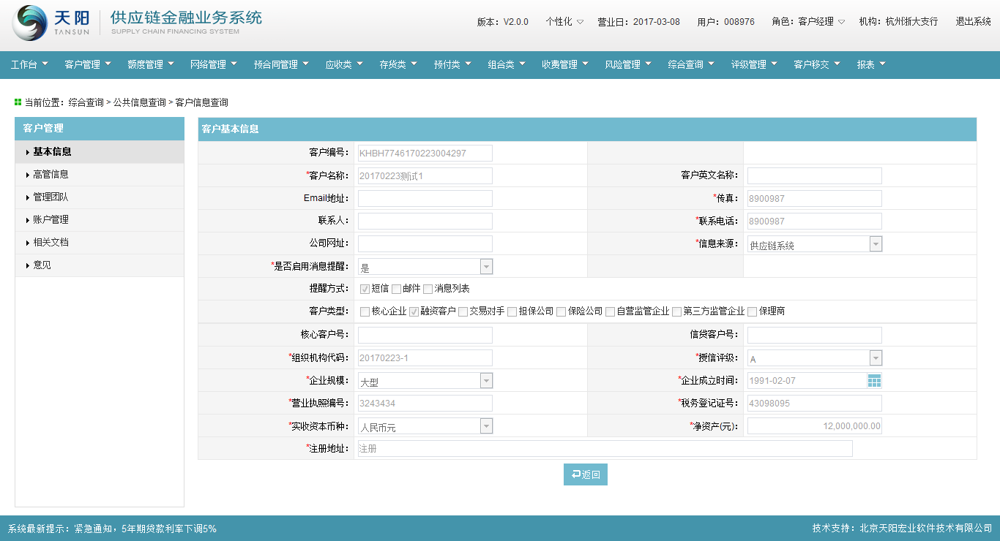 天阳 供应链金融业务系统
TANSUN SUPPLY CHAIN FINANCING SYSTEM
版本：V2.0.0 个性化 营业日：2017-03-08 用户：008976 角色：客户经理 机构：杭州浙大支行 退出系统
工作台 客户管理 额度管理 网络管理 预合同管理 应收类 存货类 预付类 组合类 收费管理 风险管理 综合查询 评级管理 客户移交 报表
当前位置：综合查询 > 公共信息查询 > 客户信息查询
客户管理
基本信息
高管信息
管理团队
账户管理
相关文档
意见
客户基本信息
客户编号： KHBH7746170223004297
*客户名称： 20170223测试1 客户英文名称：
Email地址： *传真： 8900987
联系人： *联系电话： 8900987
公司网址： *信息来源： 供应链系统
*是否启用消息提醒： 是
提醒方式： 短信 邮件 消息列表
客户类型： 核心企业 融资客户 交易对手 担保公司 保险公司 自营监管企业 第三方监管企业 保理商
核心客户号： 信贷客户号：
*组织机构代码： 20170223-1 *授信评级： A
*企业规模： 大型 *企业成立时间： 1991-02-07
*营业执照编号： 3243434 *税务登记证号： 43098095
*实收资本币种： 人民币元 *净资产(元)： 12,000,000.00
*注册地址： 注册
返回
系统最新提示：紧急通知，5年期贷款利率下调5% 技术支持：北京天阳宏业软件技术有限公司